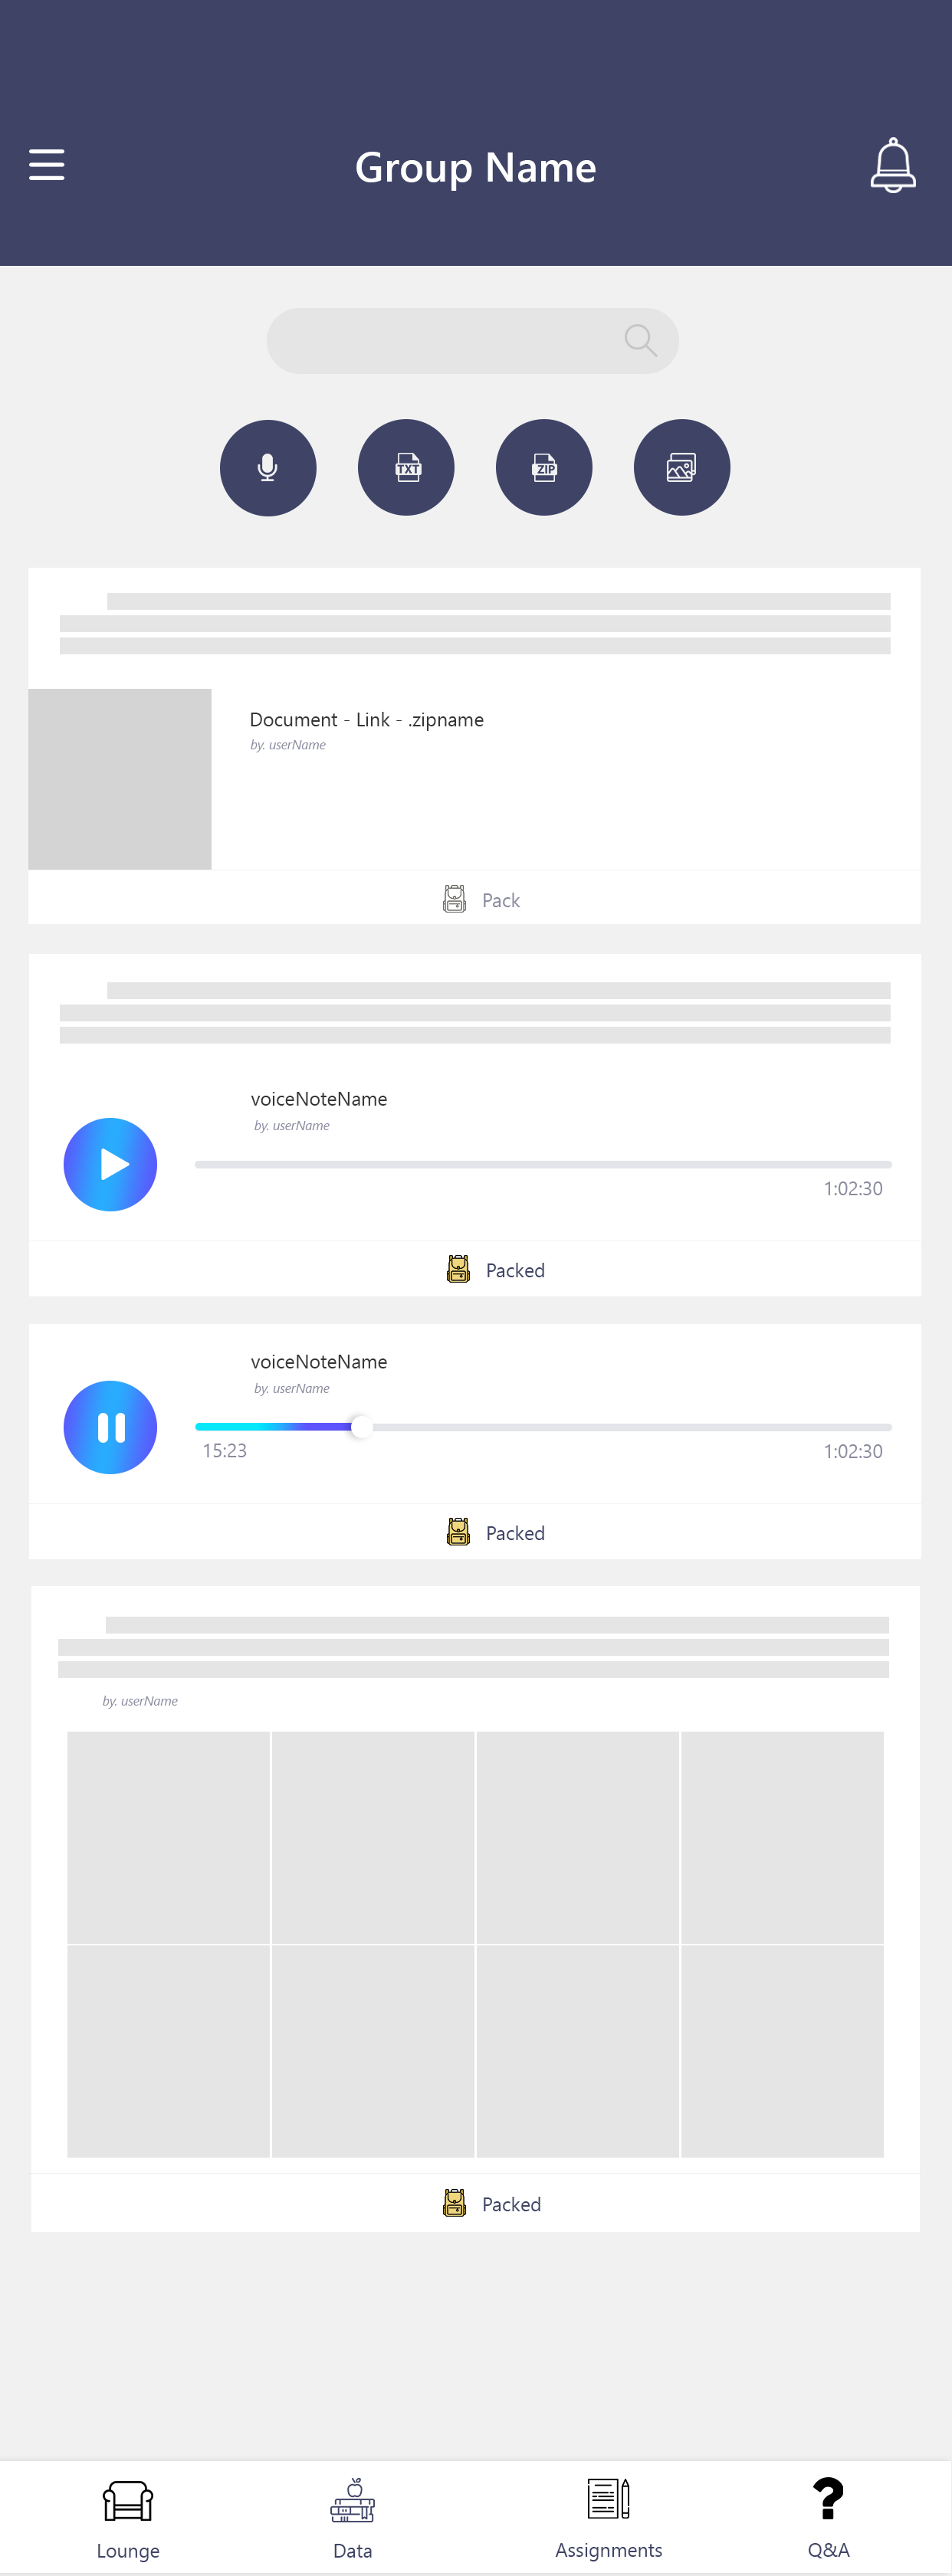 Group Name
TXT
ZIP
Document - Link - .zipname
by. userName
Pack
voiceNoteName
by. userName
1:02:30
Packed
voiceNoteName
by. userName
15:23
1:02:30
Packed
by. userName
Packed
Lounge
Data
Assignments
Q&A